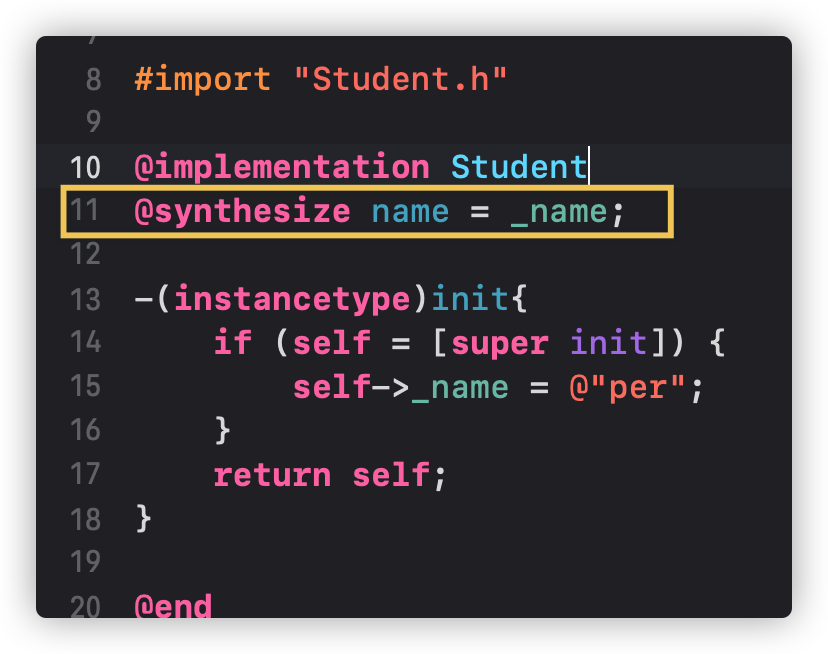 8 #import "Student.h"
9
10 @implementation Student
11 @synthesize name = _name;
12
13 -(instancetype)init{
14 if (self = [super init]) {
15 self->_name = @"per";
16 }
17 return self;
18 }
19
20 @end